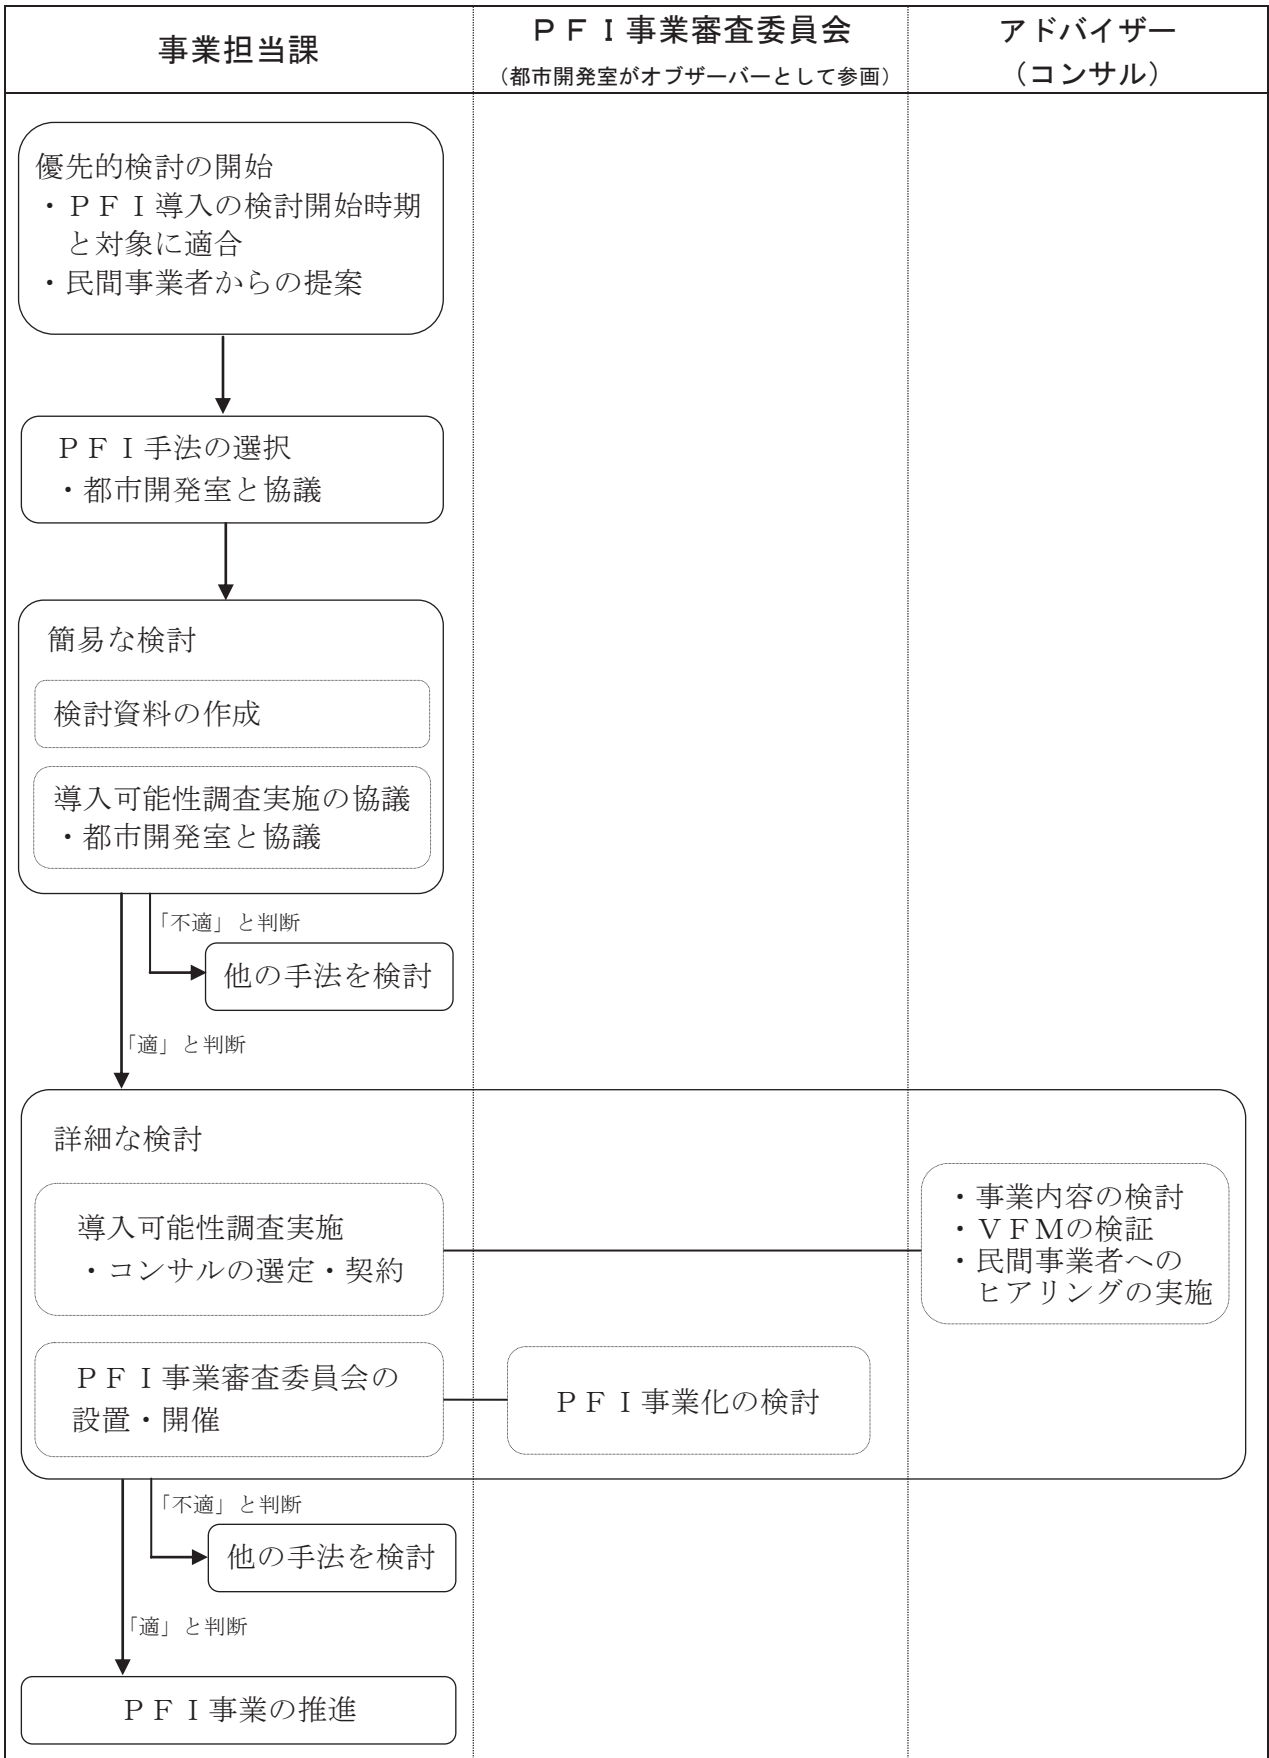 事業担当課
ＰＦＩ事業審査委員会
（都市開発室がオブザーバーとして参画）
アドバイザー
（コンサル）
優先的検討の開始
・ＰＦＩ導入の検討開始時期
と対象に適合
・民間事業者からの提案
ＰＦＩ手法の選択
・都市開発室と協議
簡易な検討
検討資料の作成
導入可能性調査実施の協議
・都市開発室と協議
「不適」と判断
他の手法を検討
「適」と判断
詳細な検討
導入可能性調査実施
・コンサルの選定・契約
・事業内容の検討
・ＶＦＭの検証
・民間事業者への
ヒアリングの実施
ＰＦＩ事業審査委員会の
設置・開催
ＰＦＩ事業化の検討
「不適」と判断
他の手法を検討
「適」と判断
ＰＦＩ事業の推進